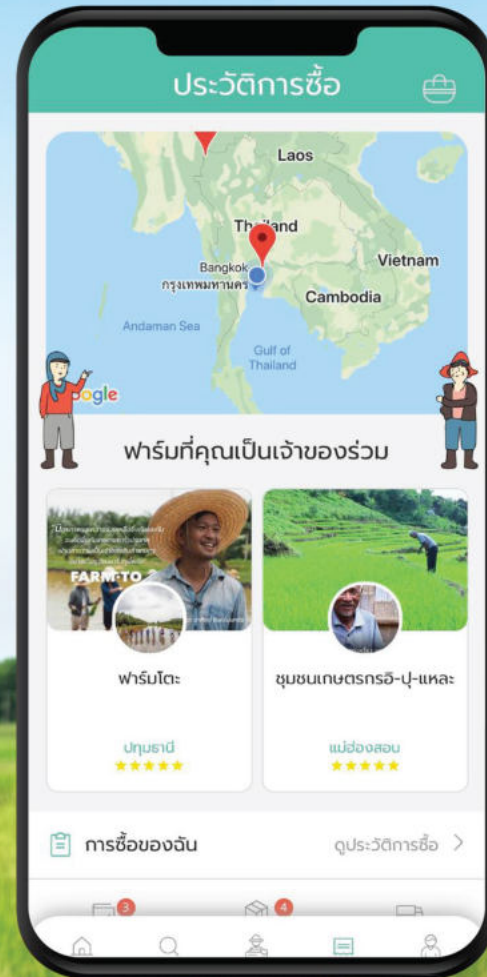 ประวัติการซื้อ
Laos
Thailand
Bangkok
กรุงเทพมหานคร
Vietnam
Cambodia
Andaman Sea
Gulf of
Thailand
ฟาร์มที่คุณเป็นเจ้าของร่วม
FARM-TO
ฟาร์มโตะ
ชุมชนเกษตรกรอิ-ปุ-แหละ
ปทุมธานี
แม่ฮ่องสอน
การซื้อของฉัน
ดูประวัติการซื้อ
3
4